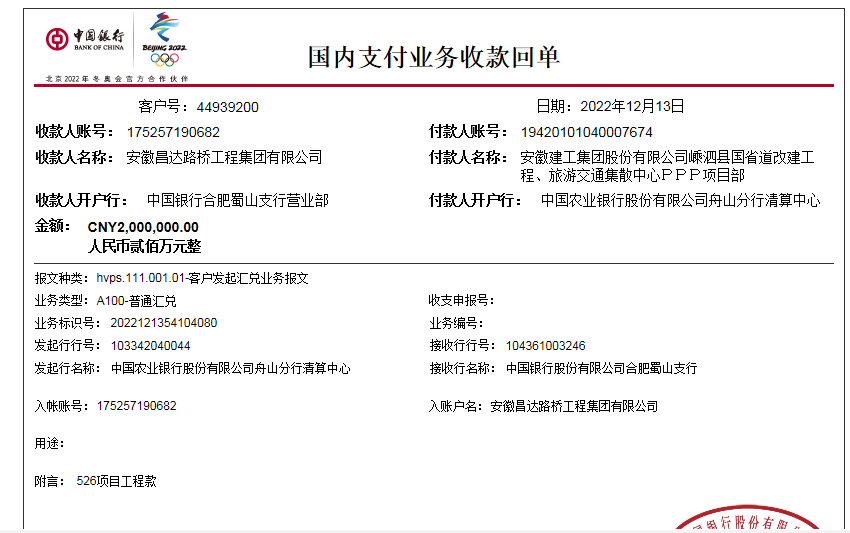 中国银行
BANK OF CHINA
BEIJING 2022
北京2022年冬奥会官方合作伙伴
国内支付业务收款回单
客户号：44939200
日期：2022年12月13日
收款人账号： 175257190682
付款人账号： 19420101040007674
收款人名称： 安徽昌达路桥工程集团有限公司
付款人名称： 安徽建工集团股份有限公司嵊泗县国省道改建工
程、旅游交通集散中心ＰＰＰ项目部
收款人开户行： 中国银行合肥蜀山支行营业部
付款人开户行： 中国农业银行股份有限公司舟山分行清算中心
金额： CNY2,000,000.00
人民币贰佰万元整
报文种类：hvps.111.001.01-客户发起汇兑业务报文
业务类型：A100-普通汇兑
收支申报号：
业务标识号： 2022121354104080
业务编号：
发起行行号： 103342040044
接收行行号： 104361003246
发起行名称： 中国农业银行股份有限公司舟山分行清算中心
接收行名称： 中国银行股份有限公司合肥蜀山支行
入帐账号：175257190682
入账户名：安徽昌达路桥工程集团有限公司
用途：
附言： 526项目工程款
银行股份有限